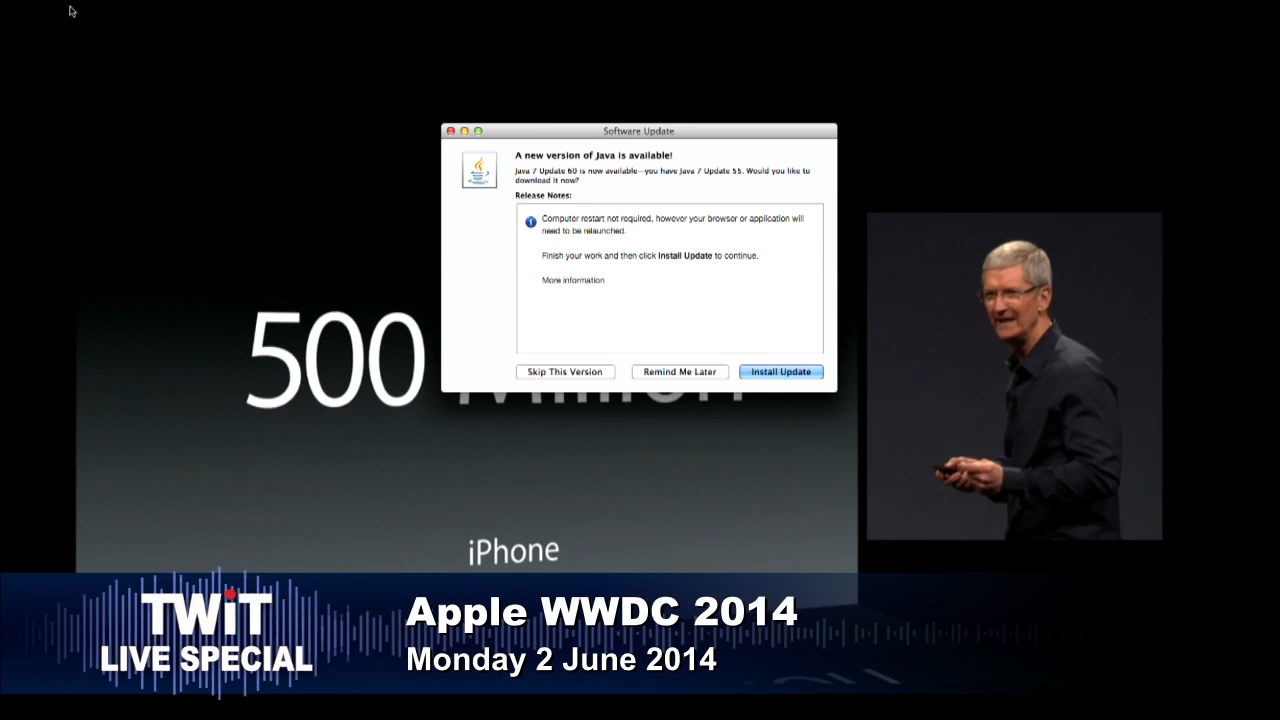 Software Update
A new version of Java is available!
Java 7 Update 60 is now available—you have Java 7 Update 55. Would you like to
download it now?
Release Notes:
Computer restart not required, however your browser or application will
need to be relaunched.
Finish your work and then click Install Update to continue.
More information
Skip This Version
Remind Me Later
Install Update
500 Million
iPhone
TWiT
LIVE SPECIAL
Apple WWDC 2014
Monday 2 June 2014